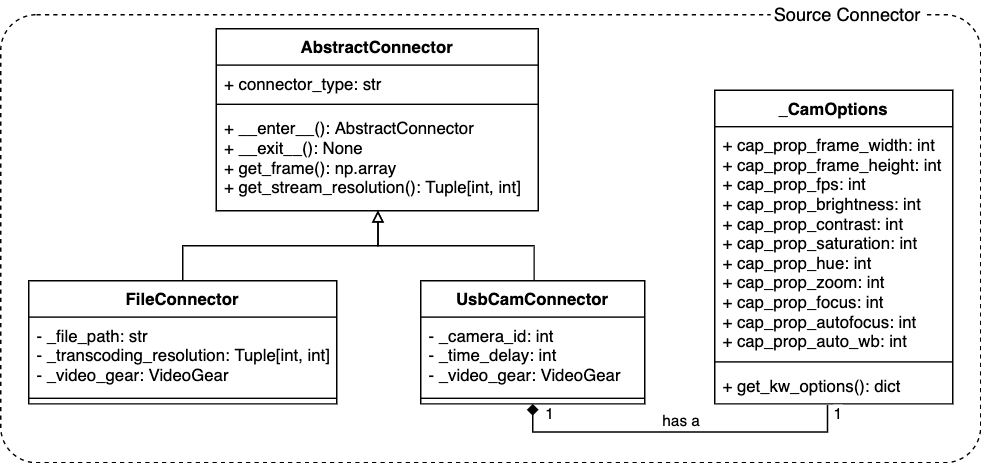 Source Connector
AbstractConnector
+ connector_type: str
+ __enter__(): AbstractConnector
+ __exit__(): None
+ get_frame(): np.array
+ get_stream_resolution(): Tuple[int, int]
_CamOptions
+ cap_prop_frame_width: int
+ cap_prop_frame_height: int
+ cap_prop_fps: int
+ cap_prop_brightness: int
+ cap_prop_contrast: int
+ cap_prop_saturation: int
+ cap_prop_hue: int
+ cap_prop_zoom: int
+ cap_prop_focus: int
+ cap_prop_autofocus: int
+ cap_prop_auto_wb: int
+ get_kw_options(): dict
FileConnector
- _file_path: str
- _transcoding_resolution: Tuple[int, int]
- _video_gear: VideoGear
UsbCamConnector
- _camera_id: int
- _time_delay: int
- _video_gear: VideoGear
1
has a
1